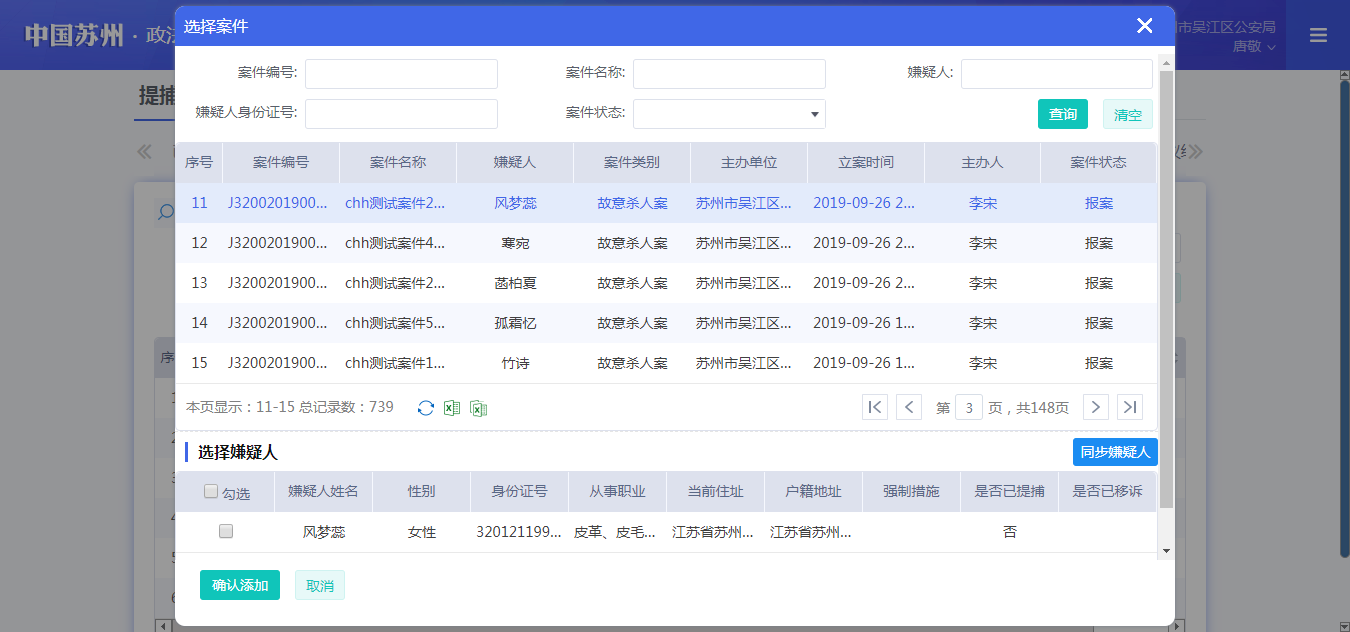 中国苏州 · 政法
市吴江区公安局
唐敬
提捕
选择案件
案件编号:
案件名称:
嫌疑人:
嫌疑人身份证号:
案件状态:
查询
清空
序号 案件编号 案件名称 嫌疑人 案件类别 主办单位 立案时间 主办人 案件状态
11 J3200201900... chh测试案件2... 风梦蕊 故意杀人案 苏州市吴江区... 2019-09-26 2... 李宋 报案
12 J3200201900... chh测试案件4... 寒宛 故意杀人案 苏州市吴江区... 2019-09-26 2... 李宋 报案
13 J3200201900... chh测试案件2... 菡柏夏 故意杀人案 苏州市吴江区... 2019-09-26 2... 李宋 报案
14 J3200201900... chh测试案件5... 孤霜忆 故意杀人案 苏州市吴江区... 2019-09-26 1... 李宋 报案
15 J3200201900... chh测试案件1... 竹诗 故意杀人案 苏州市吴江区... 2019-09-26 1... 李宋 报案
本页显示：11-15 总记录数：739
第 3 页，共148页
选择嫌疑人
同步嫌疑人
勾选 嫌疑人姓名 性别 身份证号 从事职业 当前住址 户籍地址 强制措施 是否已提捕 是否已移诉
风梦蕊 女性 320121199... 皮革、皮毛... 江苏省苏州... 江苏省苏州... 否
确认添加
取消